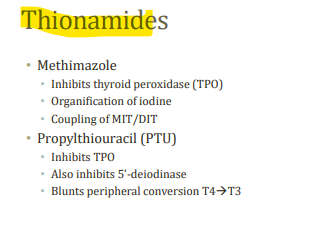 Thionamides
• Methimazole
• Inhibits thyroid peroxidase (TPO)
• Organification of iodine
• Coupling of MIT/DIT
• Propylthiouracil (PTU)
• Inhibits TPO
• Also inhibits 5'-deiodinase
• Blunts peripheral conversion T4→T3